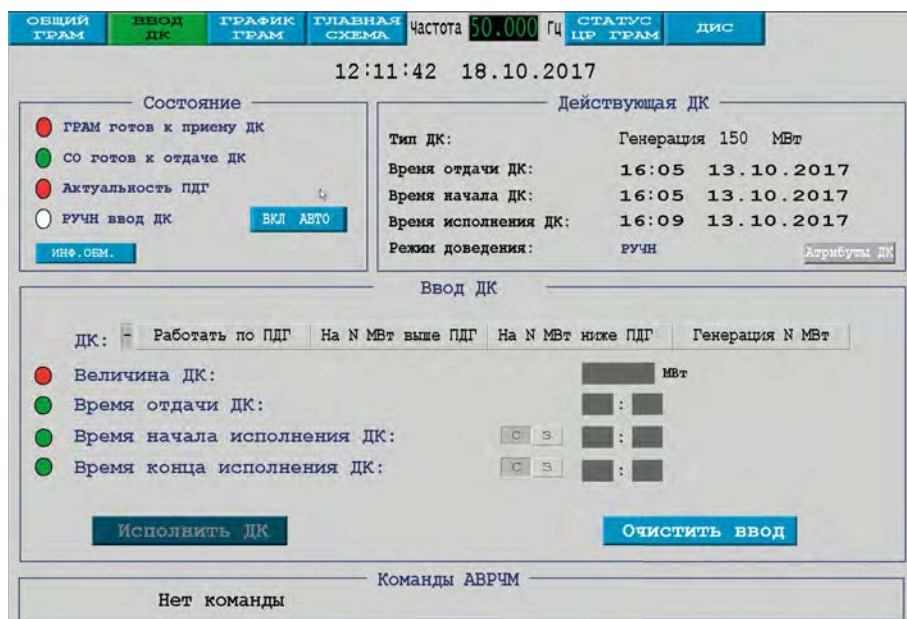 ОБЩИЙ ГРАМ
ВВОД ДК
ГРАФИК ГРАМ
ГЛАВНАЯ СХЕМА
Частота 50.000 Гц
СТАТУС ЦР ГРАМ
ДИС
12:11:42 18.10.2017
Состояние
ГРАМ готов к приему ДК
СО готов к отдаче ДК
Актуальность ПДГ
РУЧН ввод ДК
ВКЛ АВТО
ИНФ.ОБМ.
Действующая ДК
Тип ДК: Генерация 150 МВт
Время отдачи ДК: 16:05 13.10.2017
Время начала ДК: 16:05 13.10.2017
Время исполнения ДК: 16:09 13.10.2017
Режим доведения: РУЧН
Атрибуты ДК
Ввод ДК
ДК: - Работать по ПДГ На N МВт выше ПДГ На N МВт ниже ПДГ Генерация N МВт
Величина ДК: МВт
Время отдачи ДК: :
Время начала исполнения ДК: С З :
Время конца исполнения ДК: С З :
Исполнить ДК Очистить ввод
Команды АВРЧМ
Нет команды